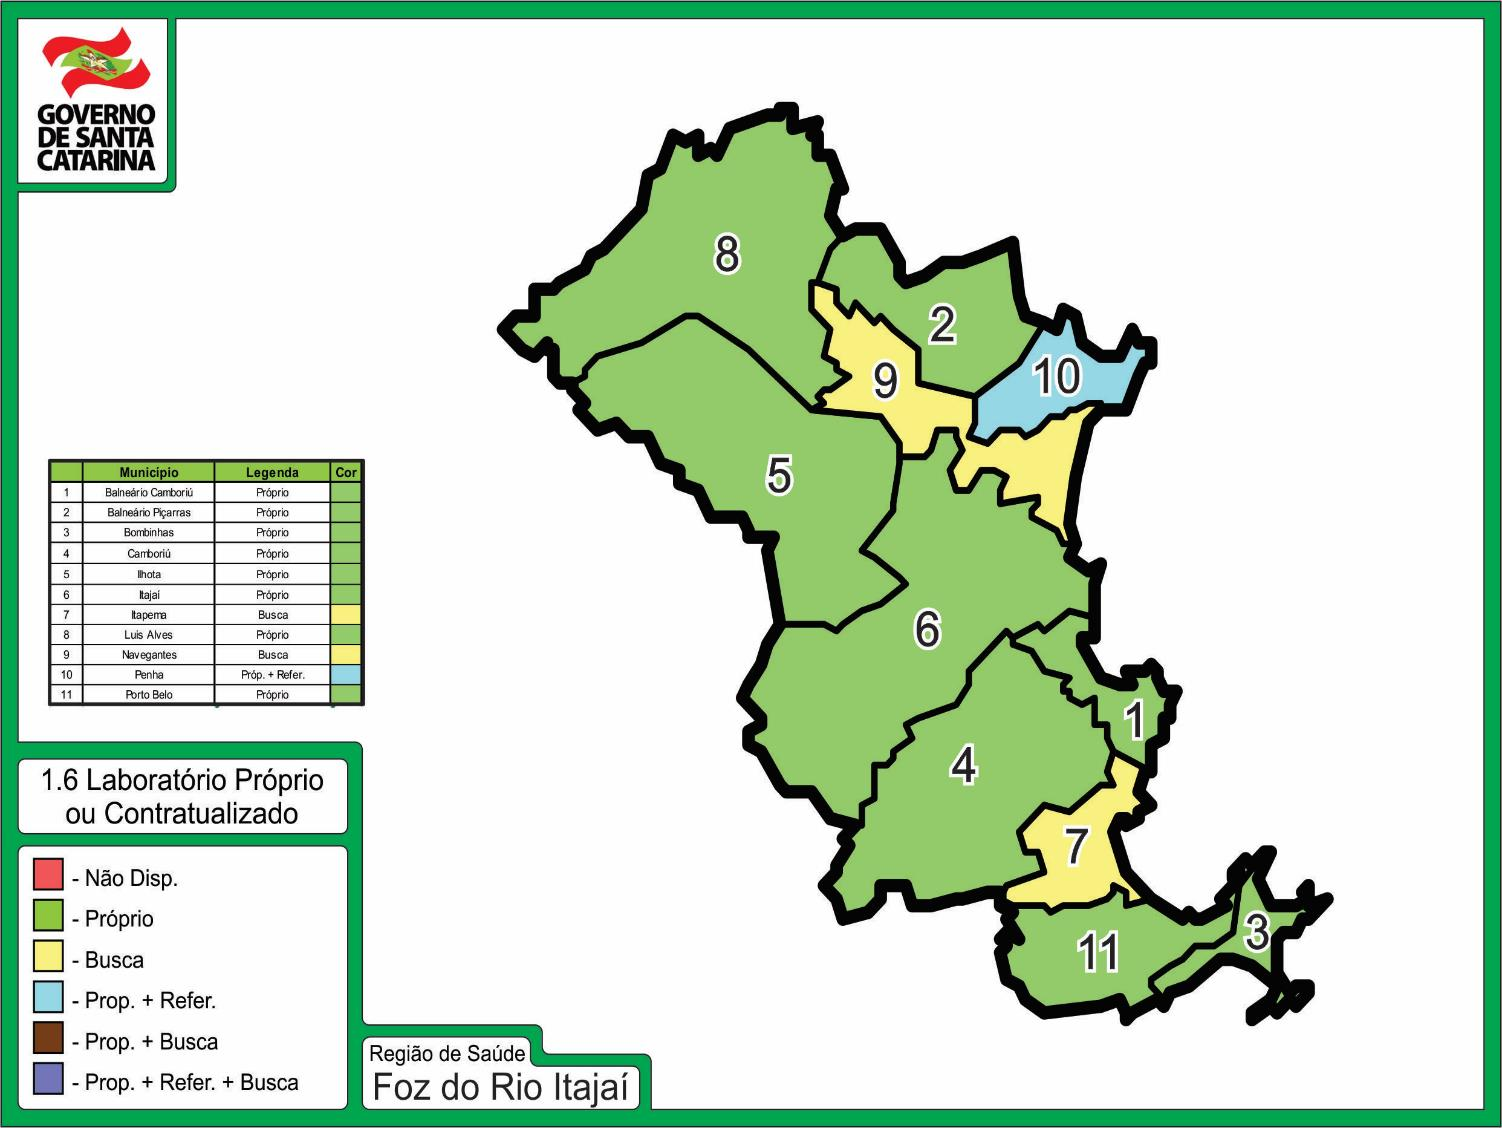 GOVERNO
DE SANTA
CATARINA
8
2
10
9
5
6
1
4
7
3
11
Município Legenda Cor
1 Balneário Camboriú Próprio
2 Balneário Piçarras Próprio
3 Bombinhas Próprio
4 Camboriú Próprio
5 Ilhota Próprio
6 Itajaí Próprio
7 Itapema Busca
8 Luis Alves Próprio
9 Navegantes Busca
10 Penha Próp. + Refer.
11 Porto Belo Próprio
1.6 Laboratório Próprio
ou Contratualizado
- Não Disp.
- Próprio
- Busca
- Prop. + Refer.
- Prop. + Busca
- Prop. + Refer. + Busca
Região de Saúde
Foz do Rio Itajaí